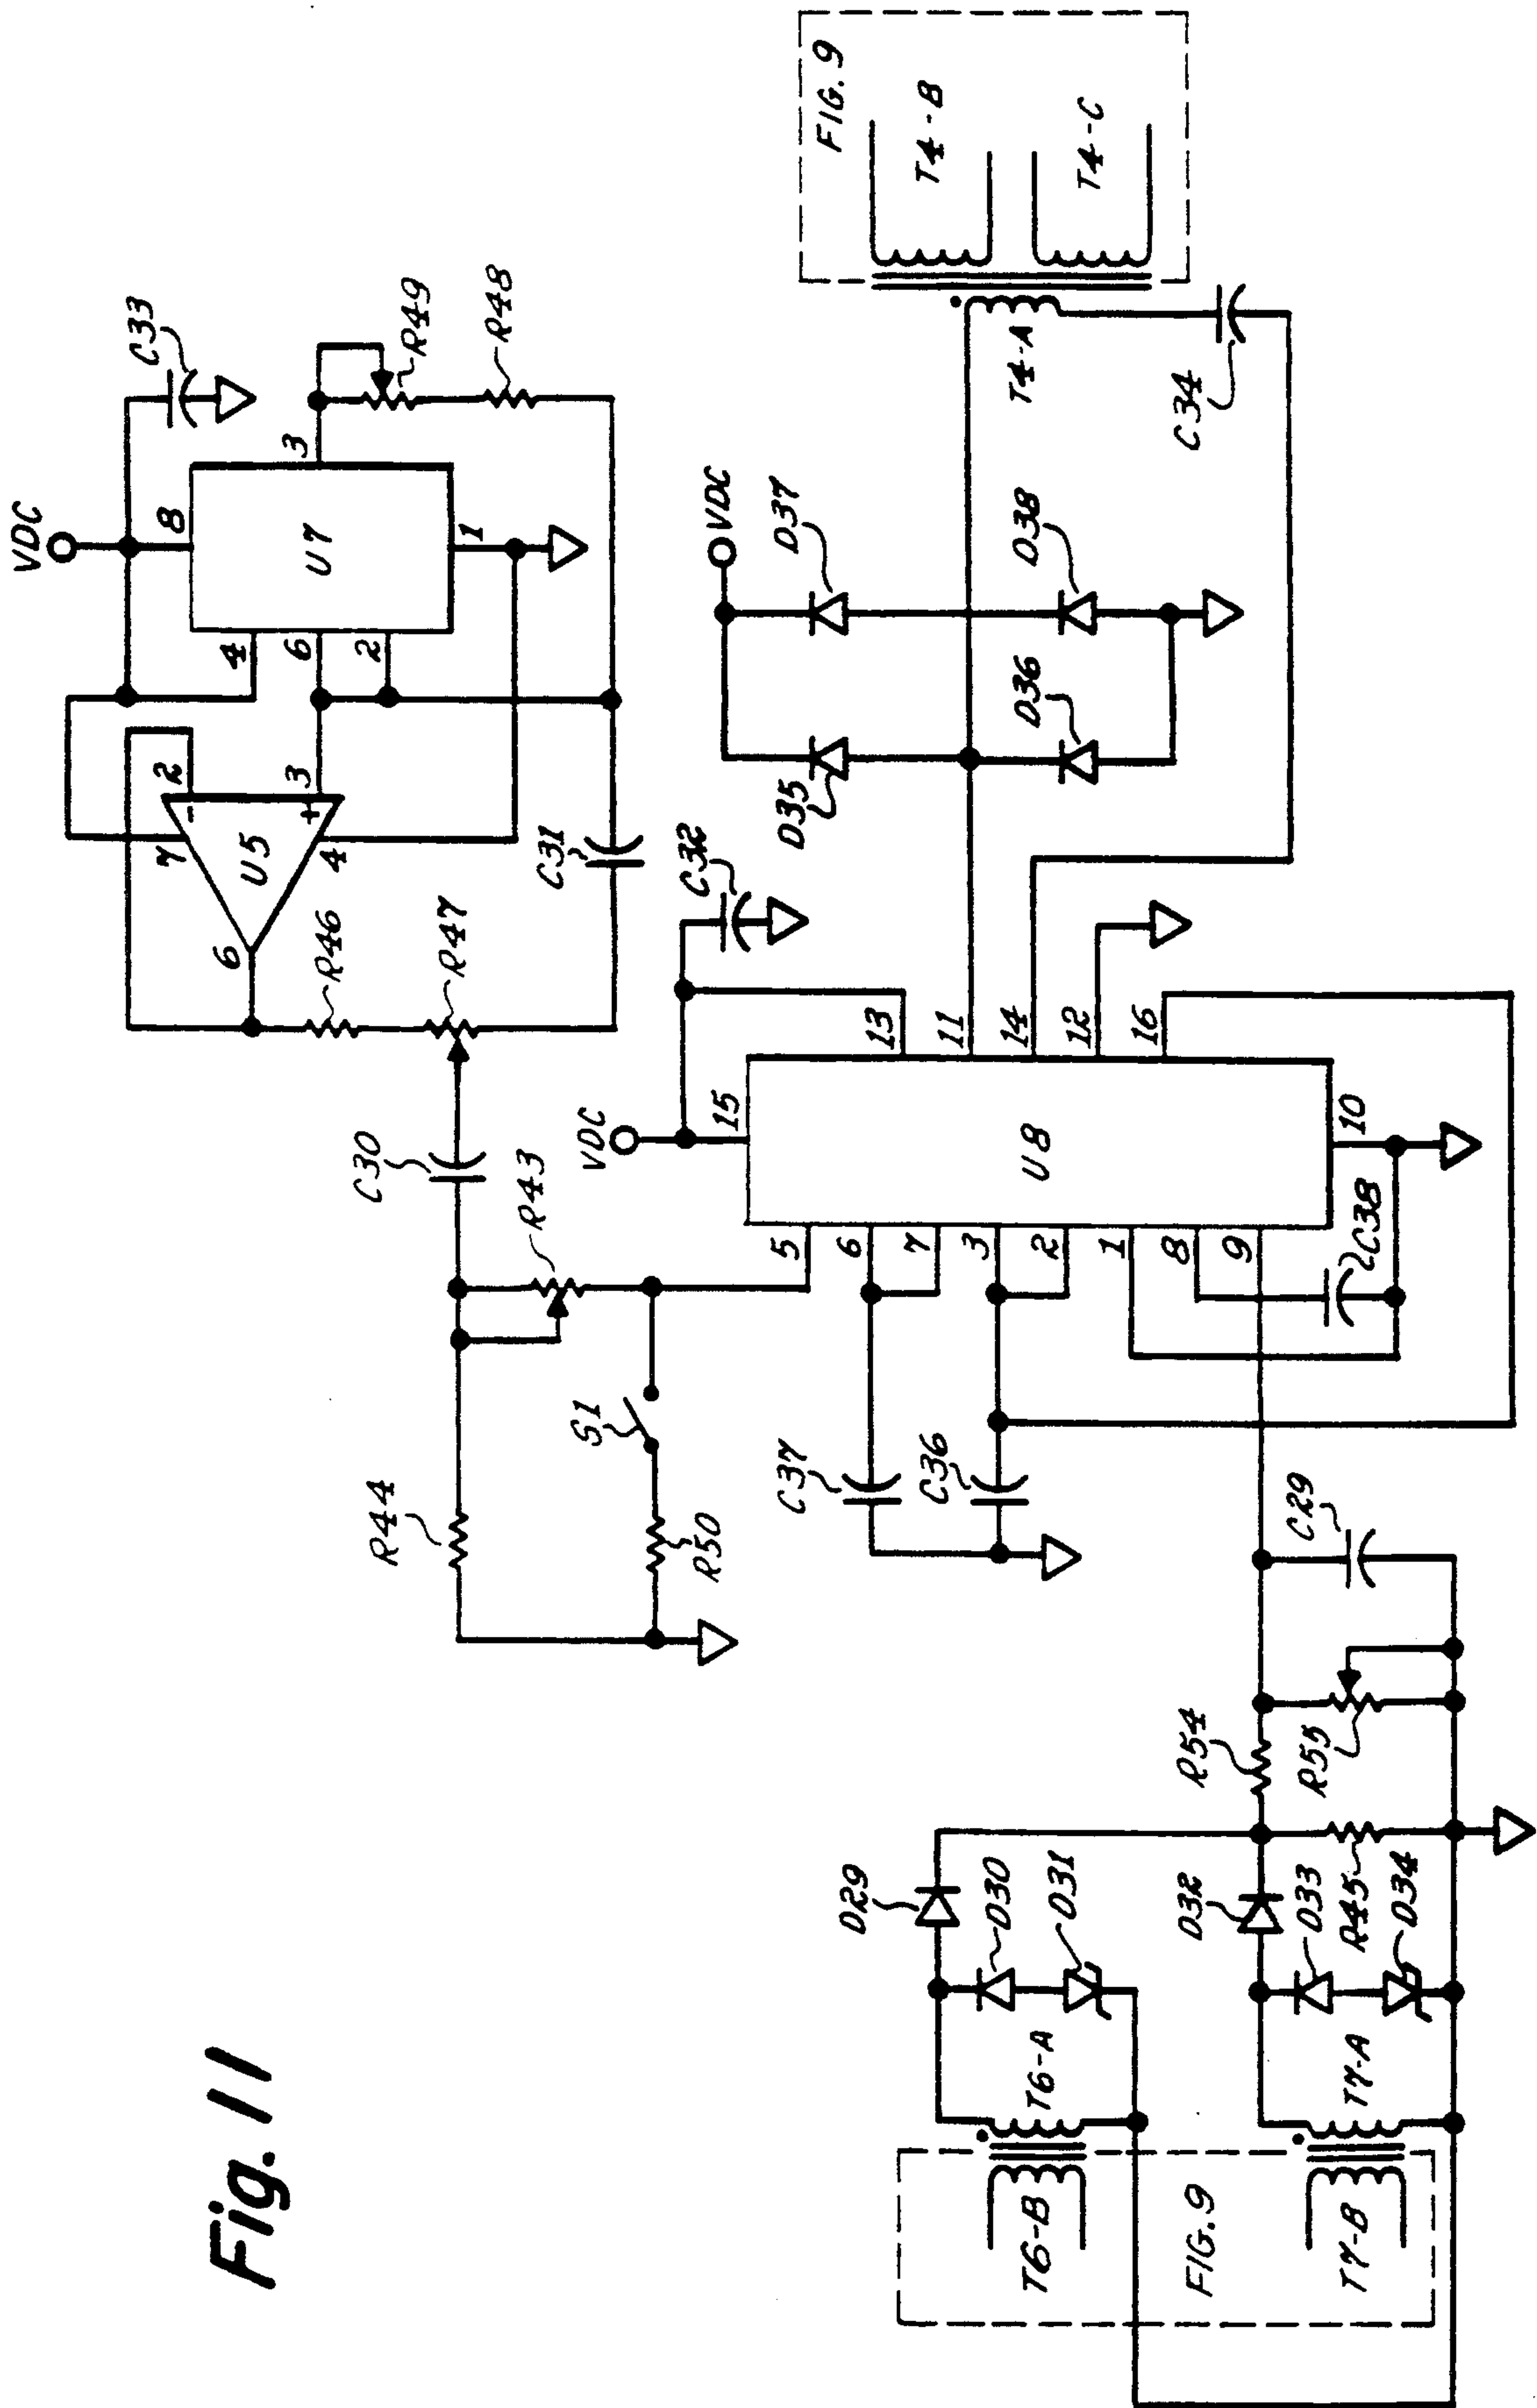 Fig. 11
VDC
8
C33
U7
3
4
6
2
1
R49
R48
7
2
U5
3
+
-
4
6
R46
R47
C31
C30
R43
R44
S1
R50
VDC
15
C32
13
11
14
12
16
U8
10
5
6
7
3
2
1
8
9
C38
C37
C36
VDC
D37
D35
D36
D38
T4-A
C34
FIG. 9
T4-B
T4-C
C29
R54
R55
D29
D30
D31
D32
D33
R45
D34
T6-A
T7-A
T6-B
FIG. 9
T7-B